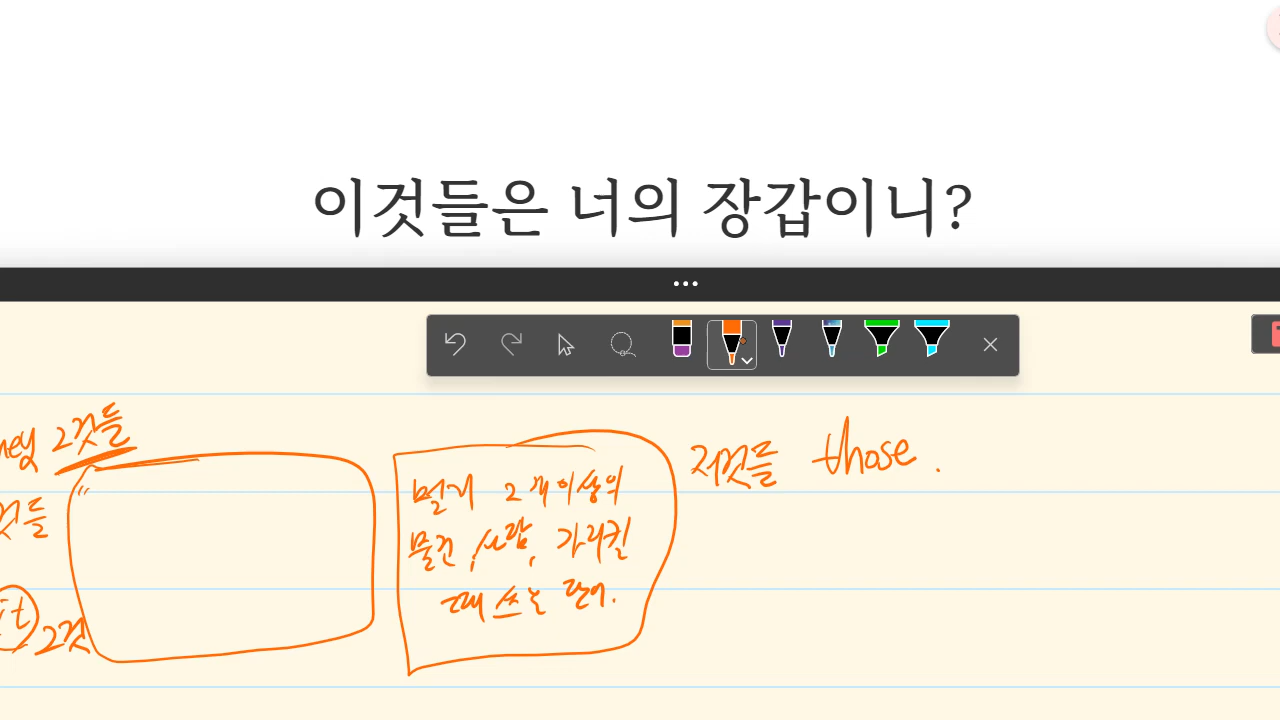 이것들은 너의 장갑이니?
hey 그것들
것들
it 그것
멀리 2개 이상의
물건, 사람, 가리킬
때 쓰는 단어.
저것들 those.